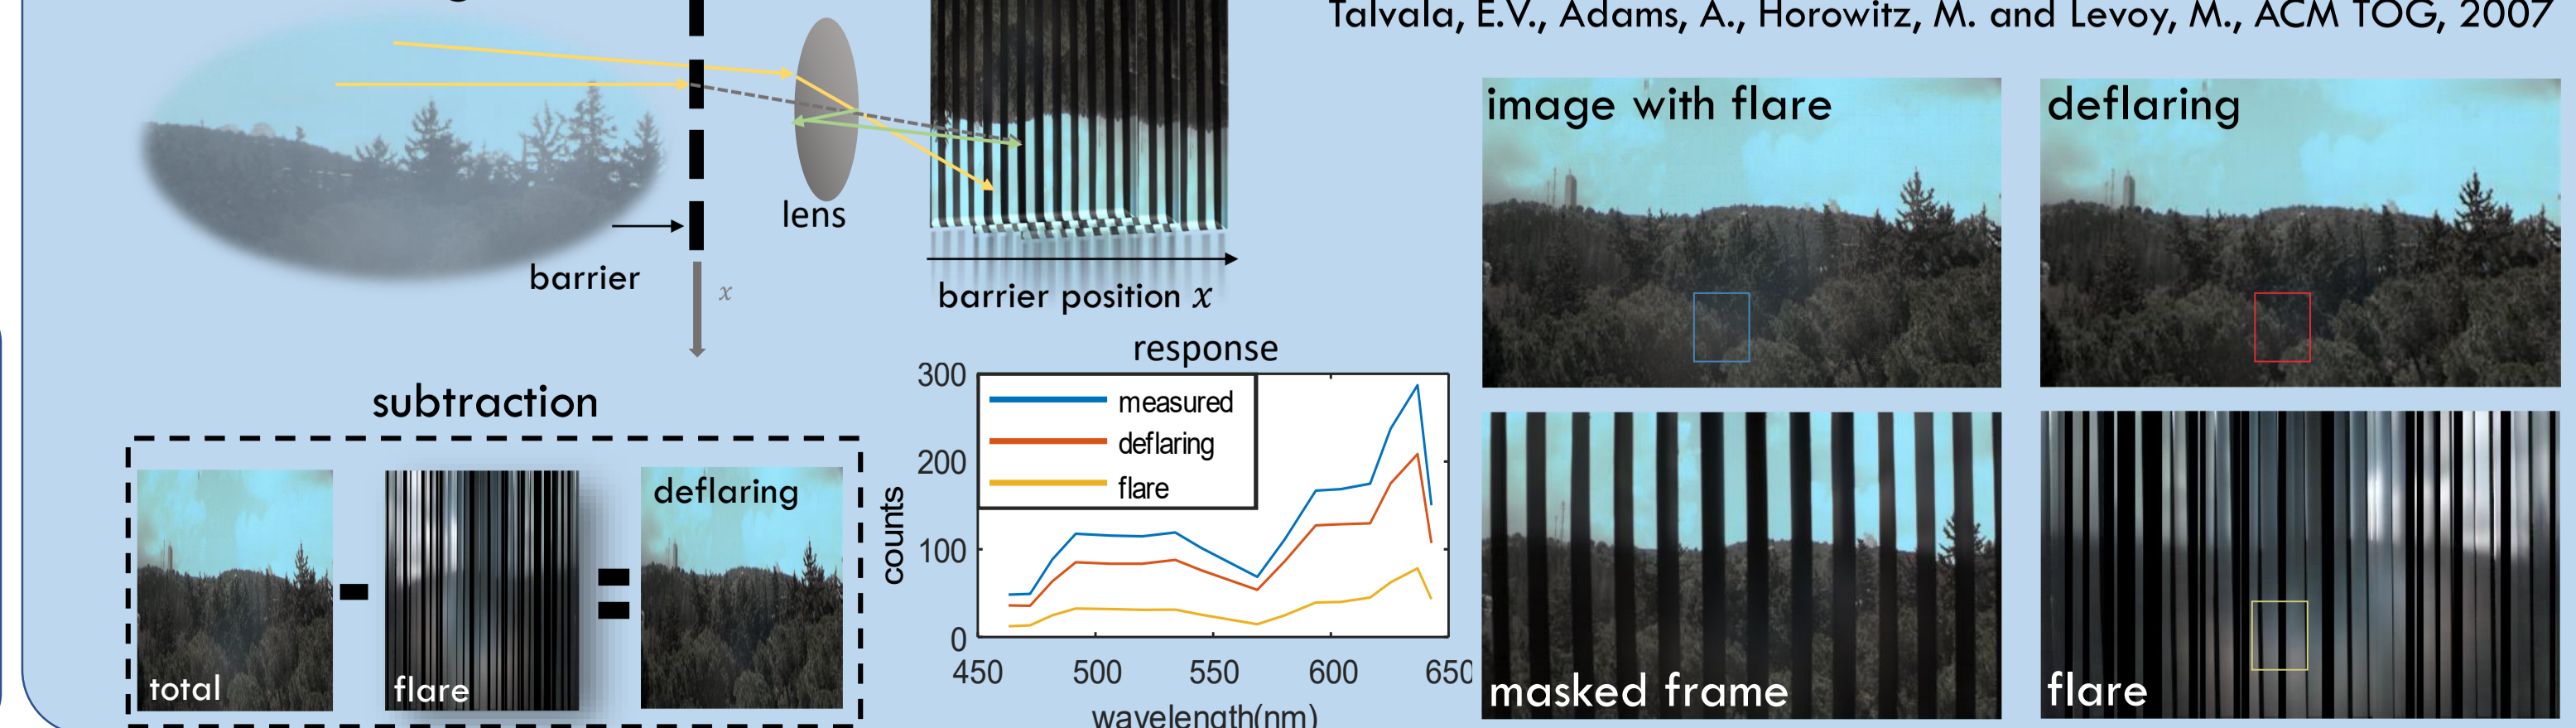 Talvala, E.V., Adams, A., Horowitz, M. and Levoy, M., ACM TOG, 2007
lens
barrier
x
barrier position x
subtraction
total
flare
deflaring
response
measured
deflaring
flare
counts
300
200
100
0
450
500
550
600
650
wavelength(nm)
image with flare
deflaring
masked frame
flare